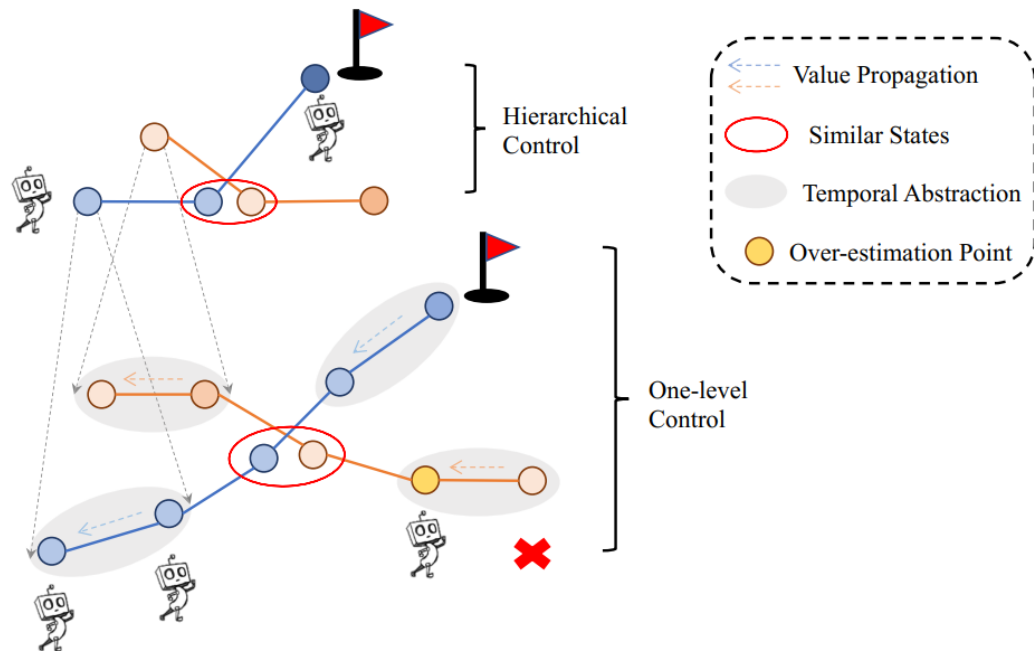 Hierarchical
Control
Value Propagation
Similar States
Temporal Abstraction
Over-estimation Point
One-level
Control